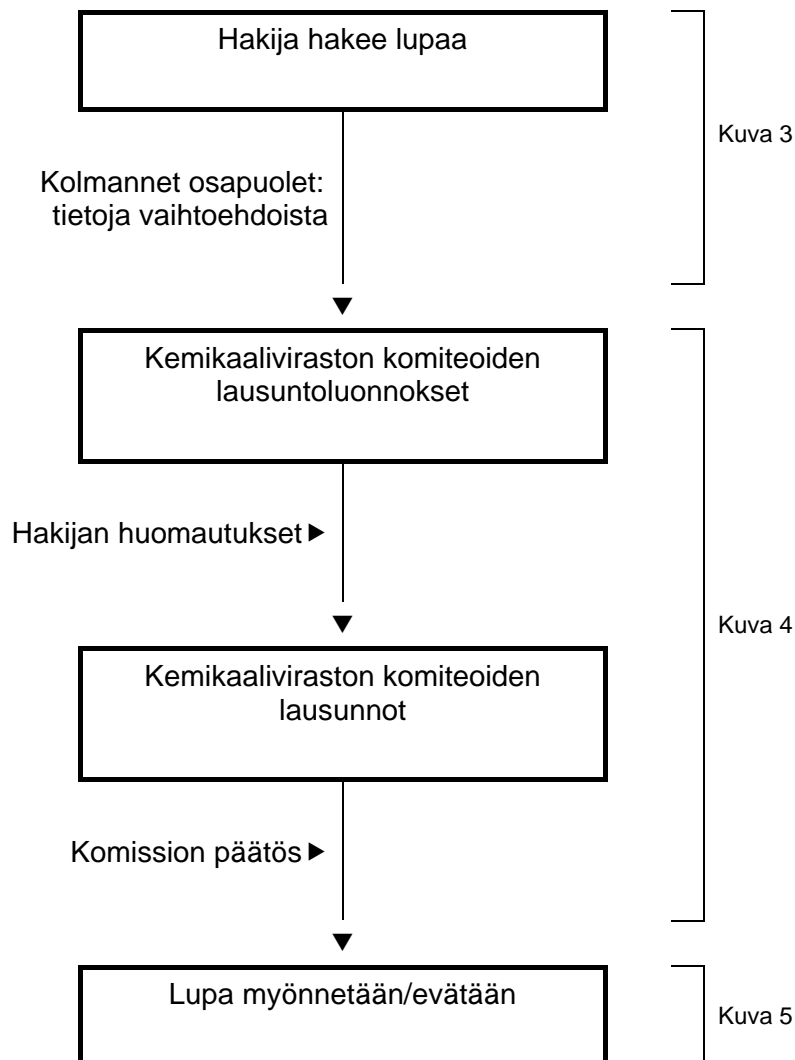 Hakija hakee lupaa
Kuva 3
Kolmannet osapuolet:
tietoja vaihtoehdoista
Kemikaaliviraston komiteoiden
lausuntoluonnokset
Hakijan huomautukset
Kuva 4
Kemikaaliviraston komiteoiden
lausunnot
Komission päätös
Lupa myönnetään/evätään
Kuva 5